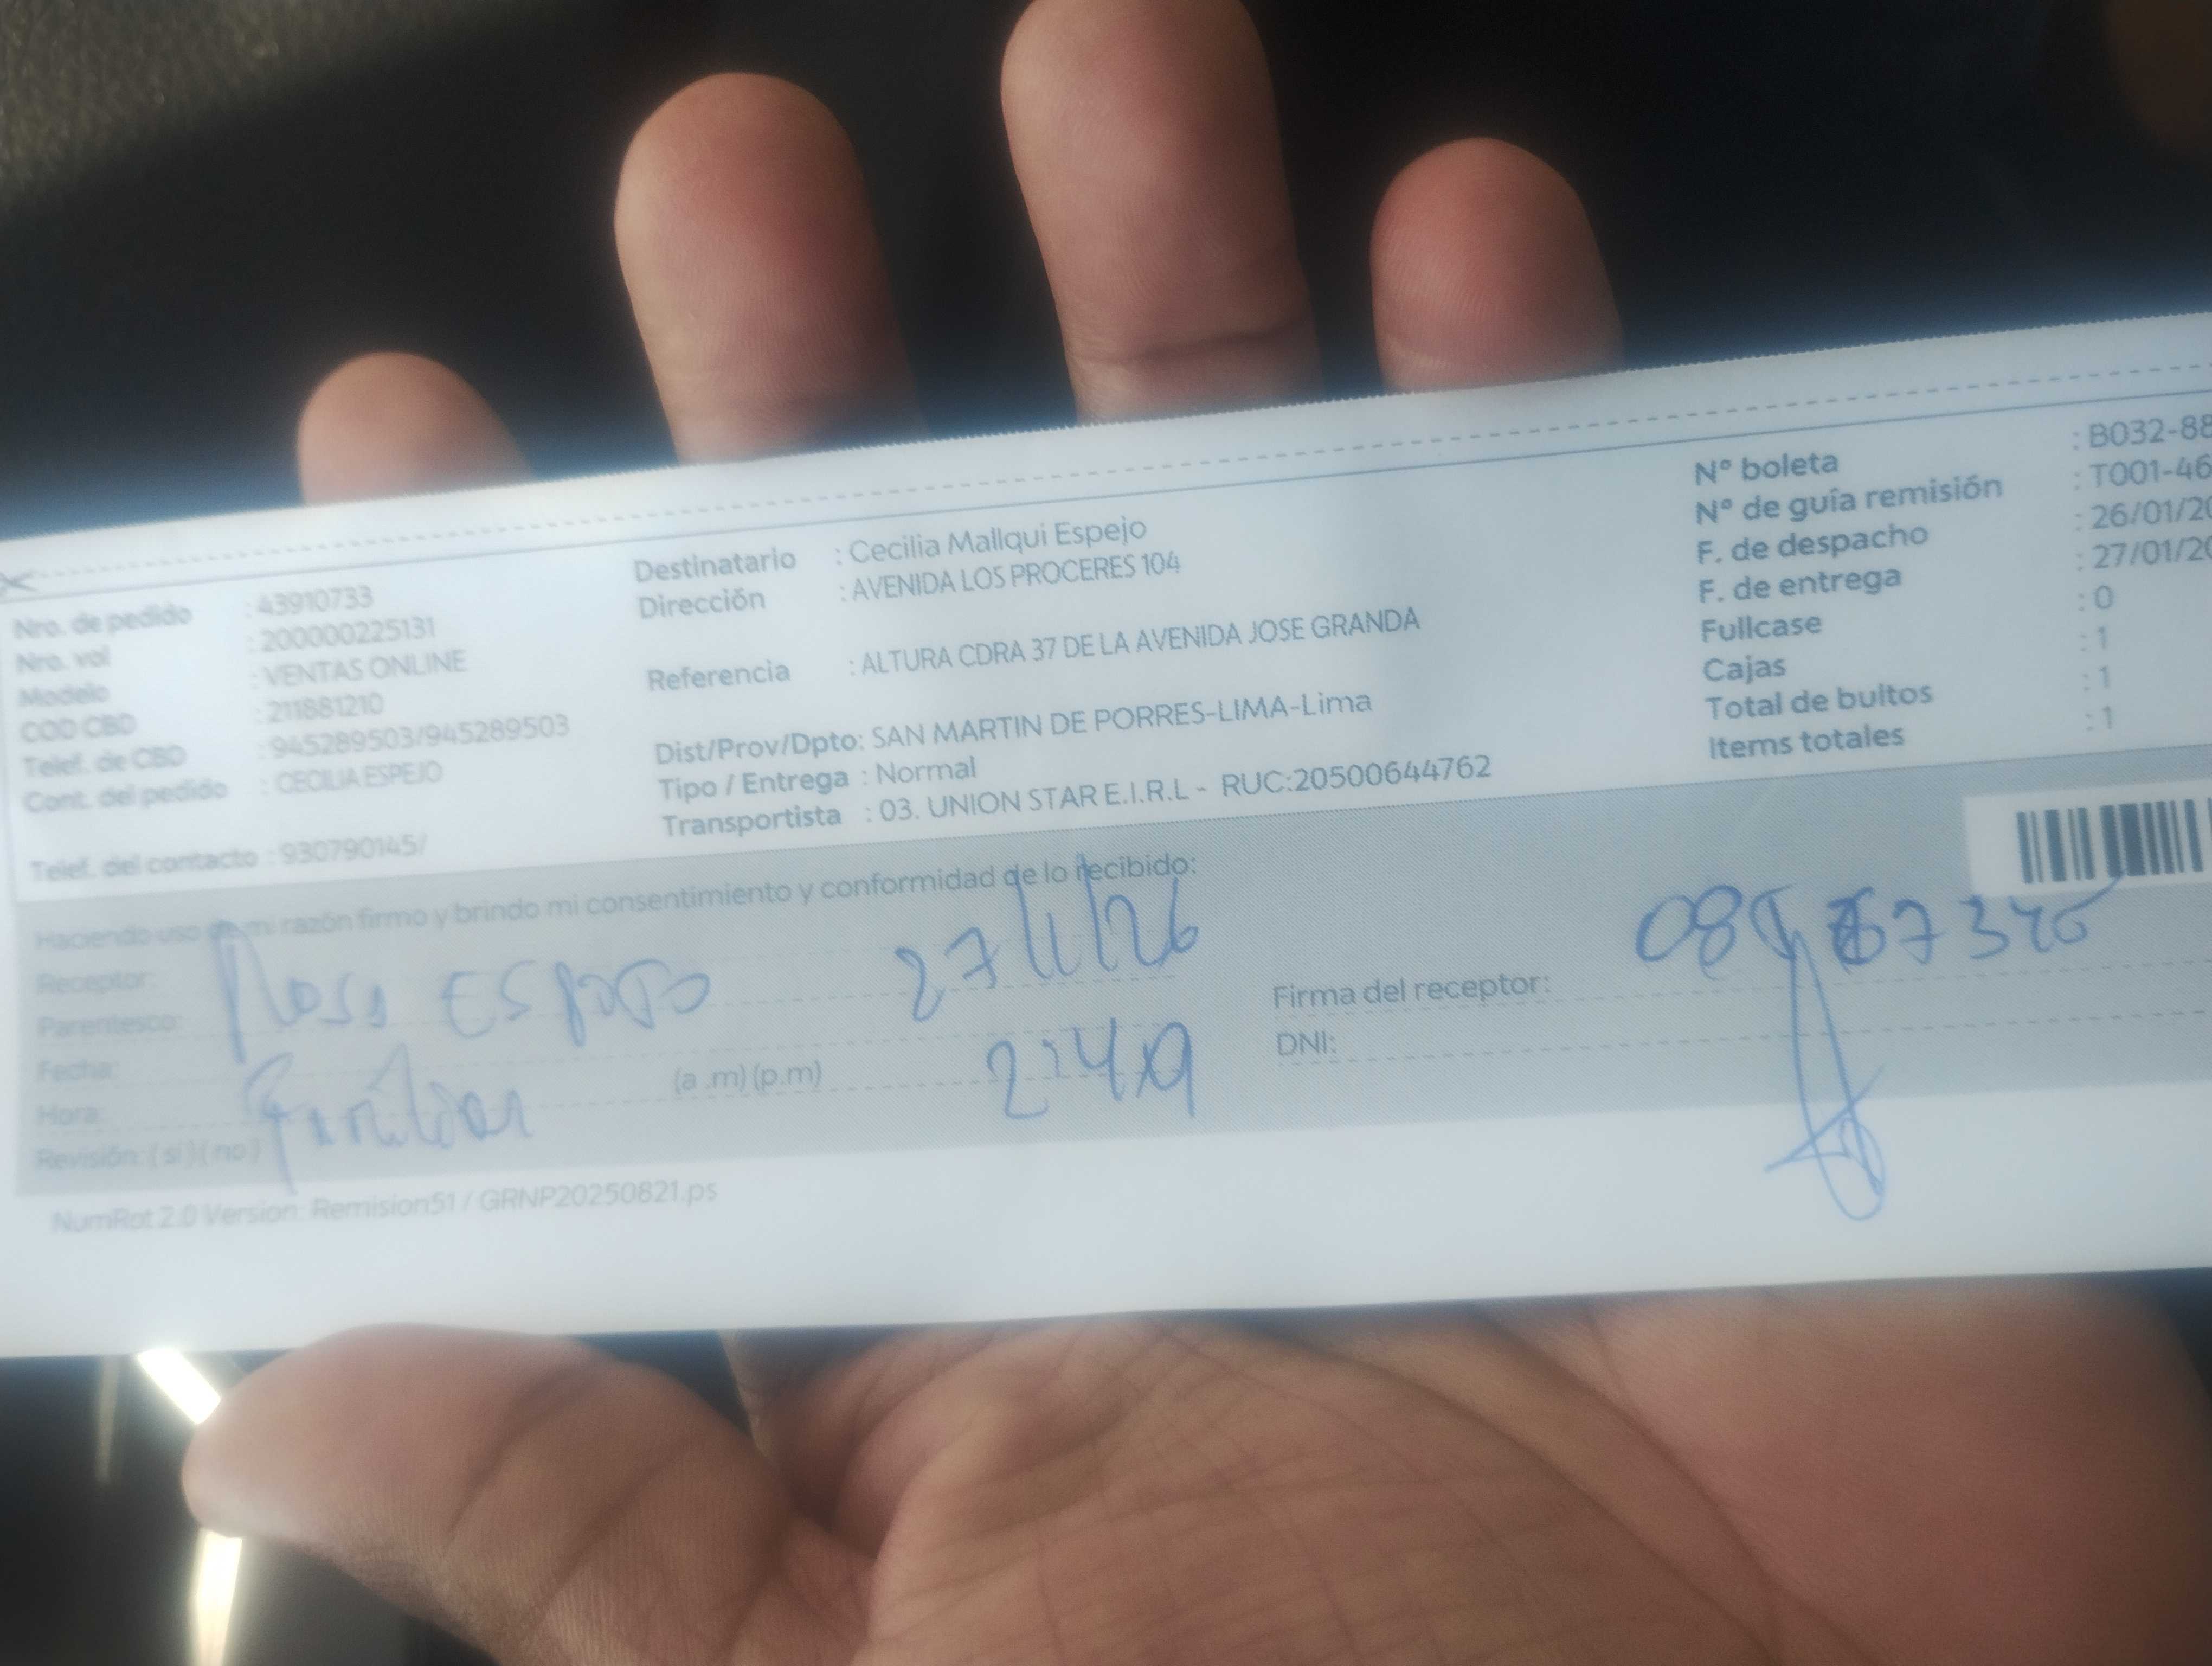 Nro. de pedido : 43910733
Nro. vol : 200000225131
Modelo : VENTAS ONLINE
COD CBD : 211881210
Telef. de CBD : 945289503/945289503
Cont. del pedido : CECILIA ESPEJO
Telef. del contacto : 930790145/
Destinatario : Cecilia Mallqui Espejo
Dirección : AVENIDA LOS PROCERES 104
Referencia : ALTURA CDRA 37 DE LA AVENIDA JOSE GRANDA
Dist/Prov/Dpto: SAN MARTIN DE PORRES-LIMA-Lima
Tipo / Entrega : Normal
Transportista : 03. UNION STAR E.I.R.L - RUC:20500644762
N° boleta : B032-88
N° de guía remisión : T001-46
F. de despacho : 26/01/20
F. de entrega : 27/01/20
Fullcase : 0
Cajas : 1
Total de bultos : 1
Items totales : 1
Haciendo uso de mi razón firmo y brindo mi consentimiento y conformidad de lo recibido:
Receptor: Rosa Espejo 27/1/26
Parentesco: Familiar
Fecha:
Hora: (a .m) (p.m) 2:49
Revisión: ( si ) ( no )
Firma del receptor:
DNI:
NumRot 2.0 Version: Remision51 / GRNP20250821.ps